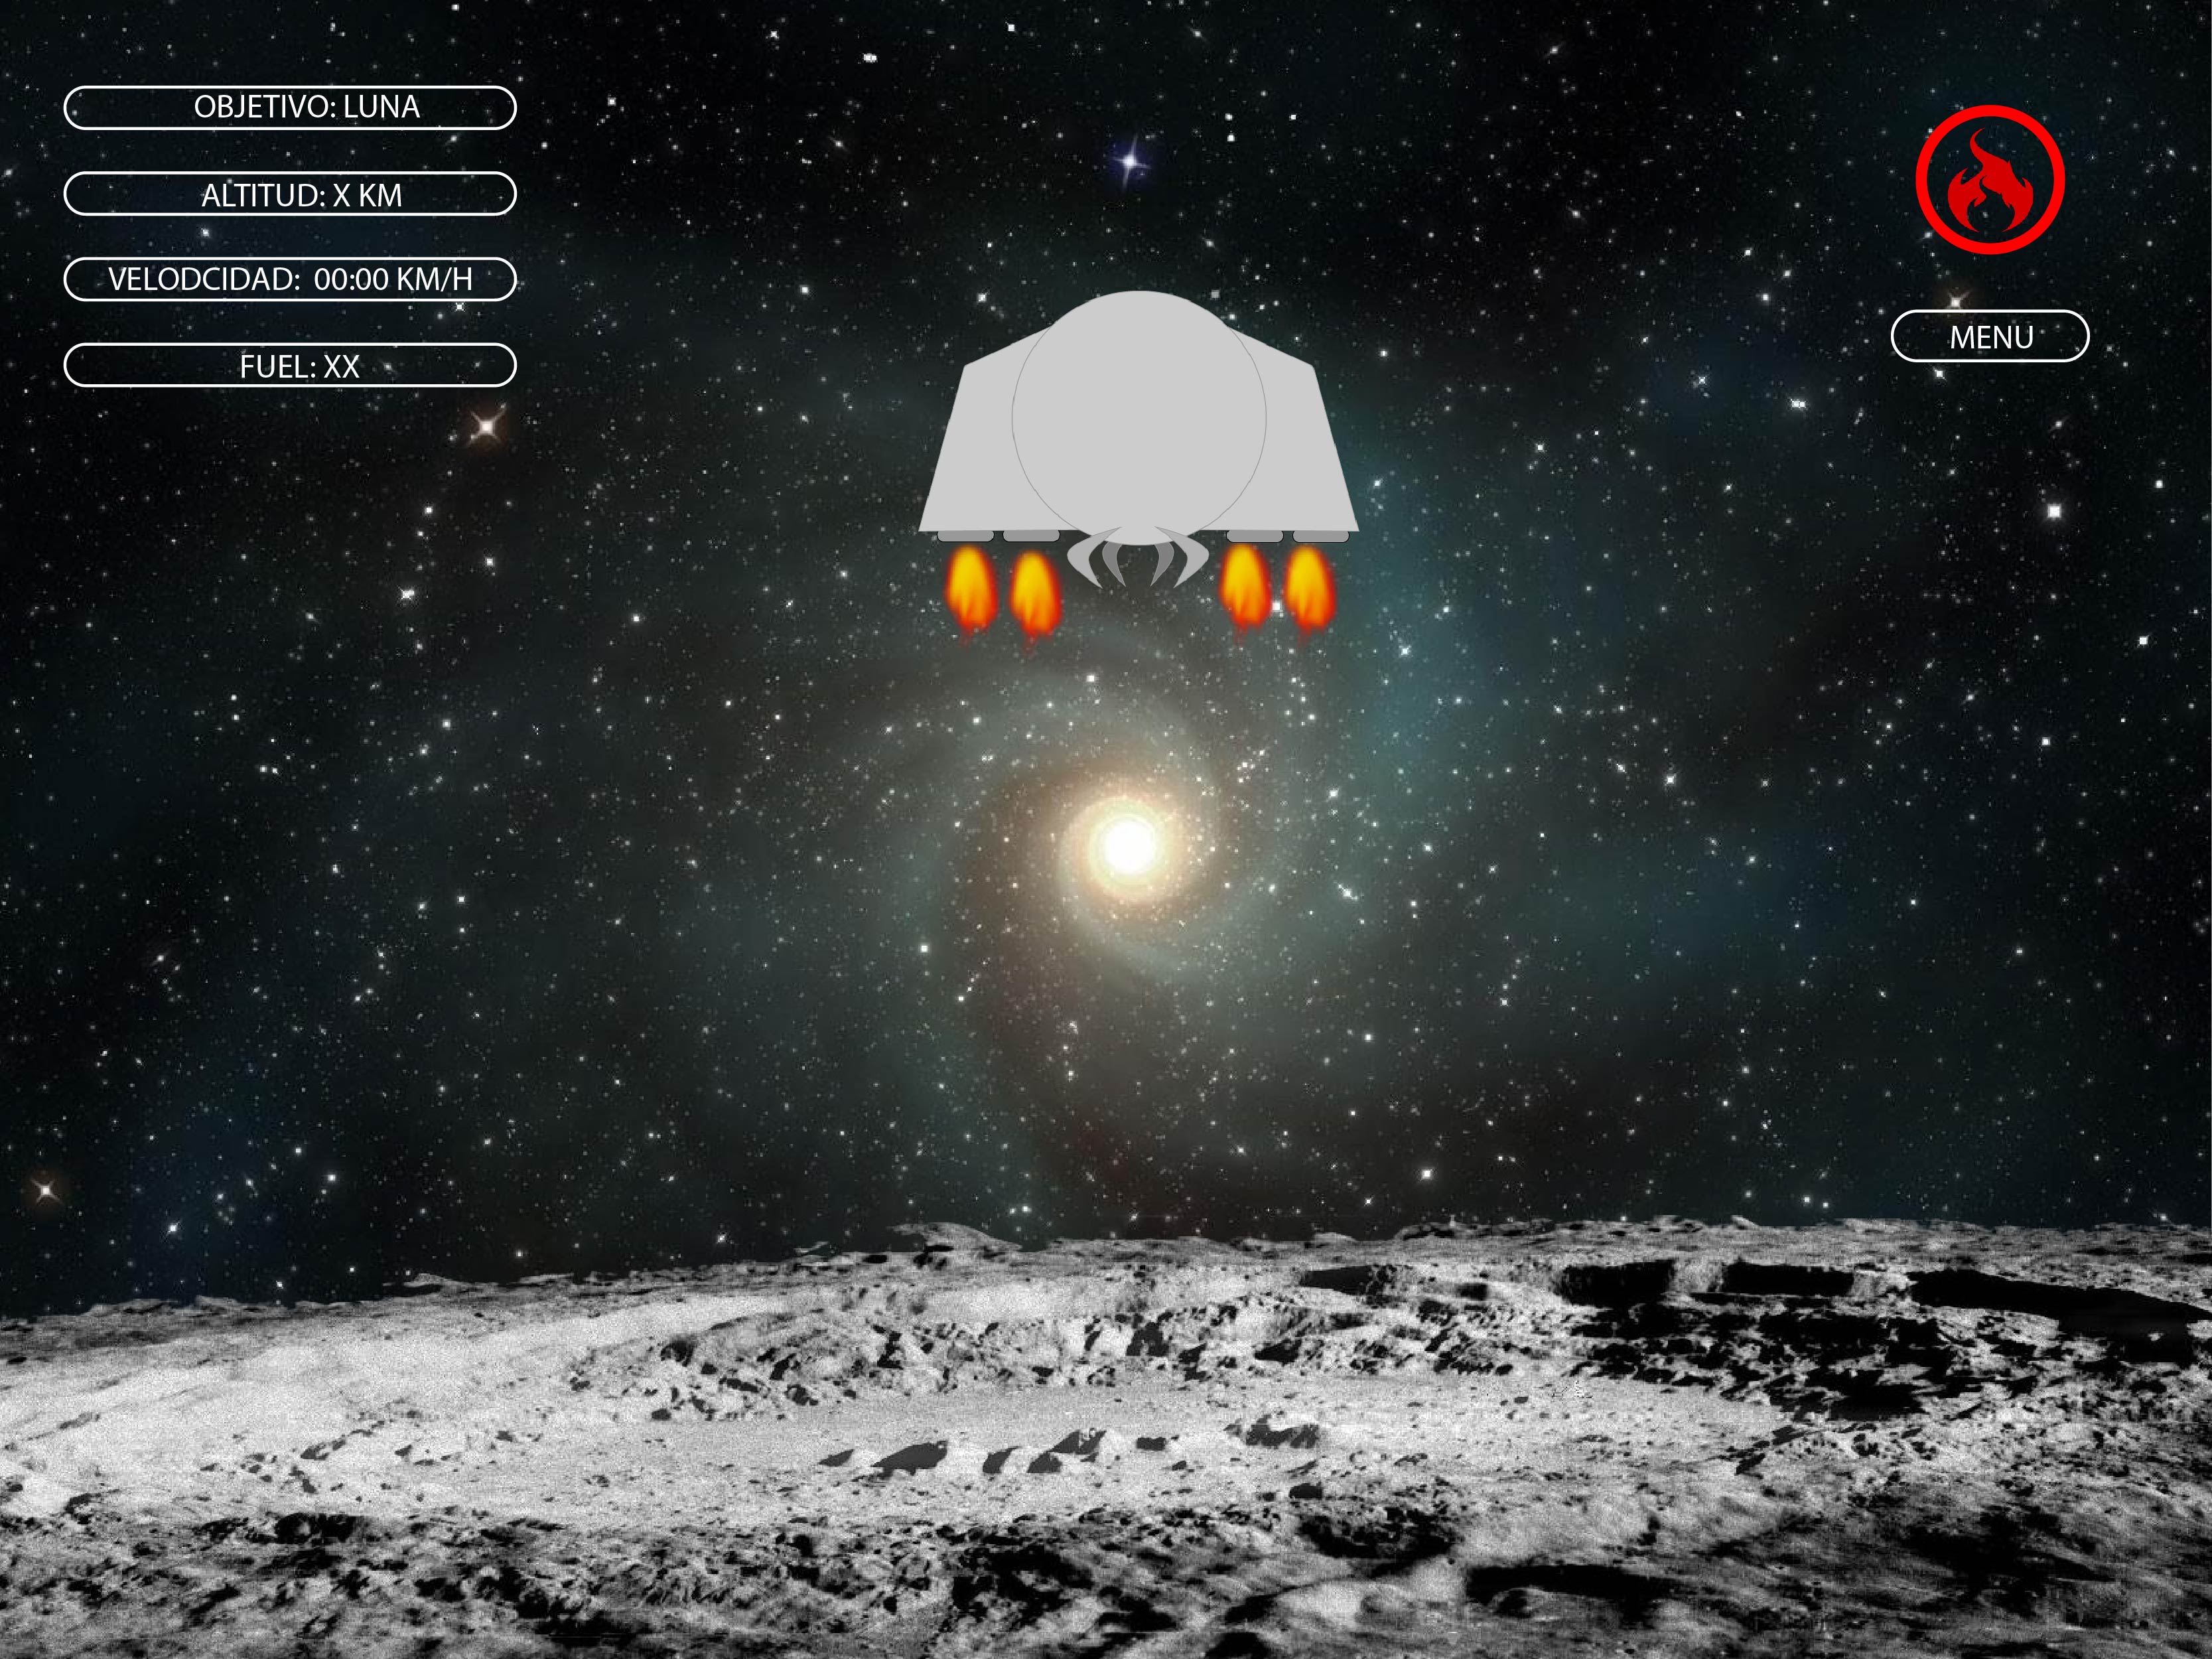 OBJETIVO: LUNA
ALTITUD: X KM
VELODCIDAD: 00:00 KM/H
FUEL: XX
MENU